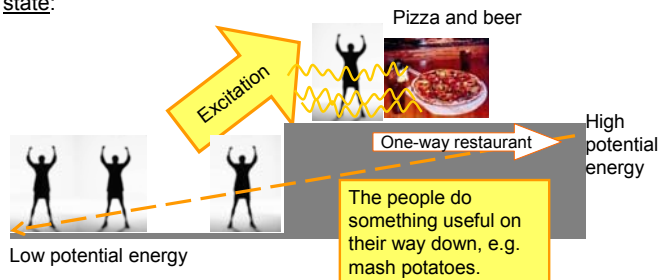 state:
Pizza and beer
Excitation
One-way restaurant
High
potential
energy
The people do
something useful on
their way down, e.g.
mash potatoes.
Low potential energy